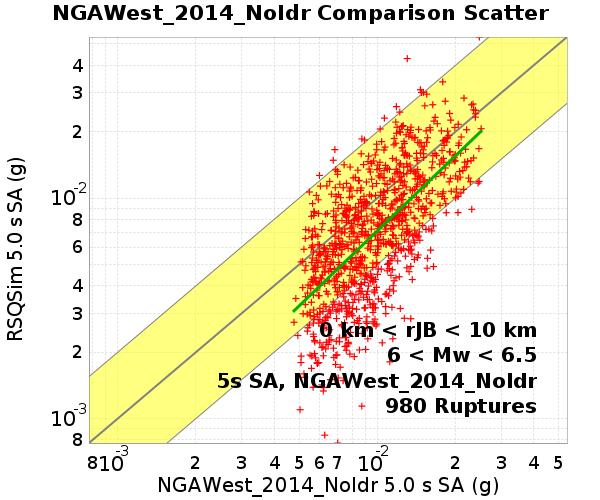 NGAWest_2014_NoIdr Comparison Scatter
RSQSim 5.0 s SA (g)
4
3
2
10⁻²
8
6
4
3
2
10⁻³
8
0 km < rJB < 10 km
6 < Mw < 6.5
5s SA, NGAWest_2014_NoIdr
980 Ruptures
8 10⁻³ 2 3 4 5 6 7 10⁻² 2 3 4 5
NGAWest_2014_NoIdr 5.0 s SA (g)